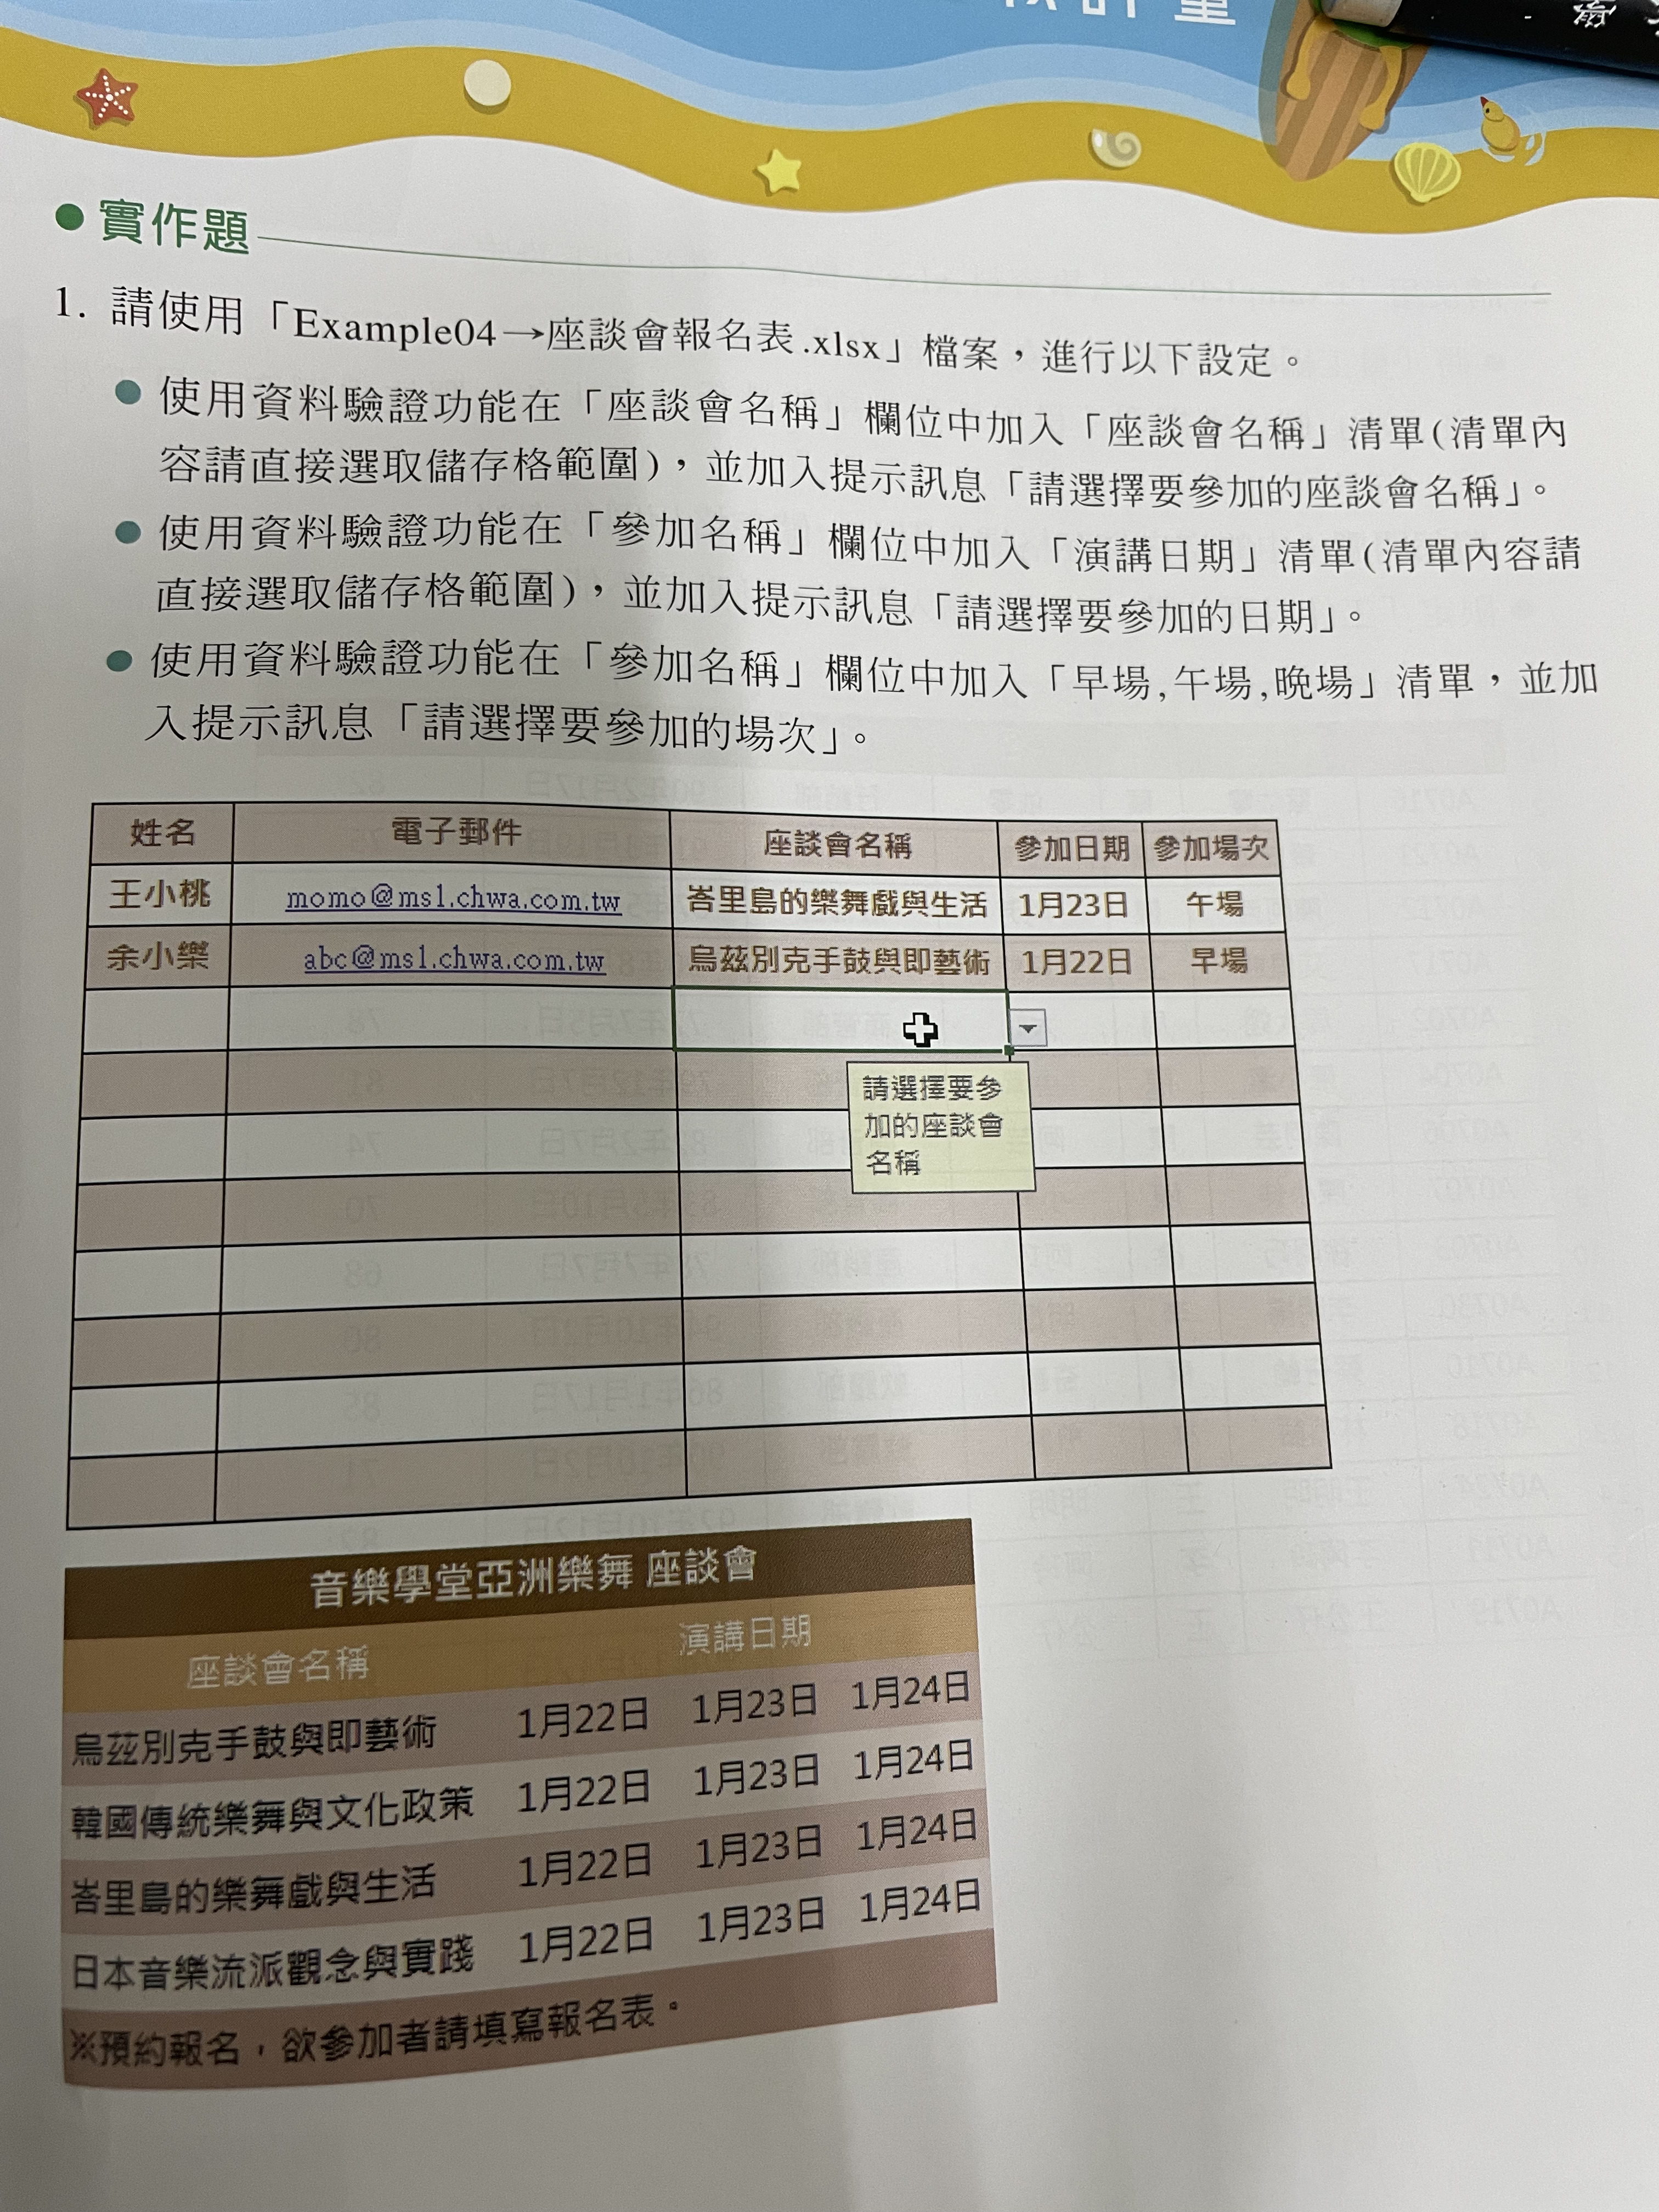 實作題
1. 請使用「Example04→座談會報名表.xlsx」檔案，進行以下設定。
使用資料驗證功能在「座談會名稱」欄位中加入「座談會名稱」清單(清單內
容請直接選取儲存格範圍)，並加入提示訊息「請選擇要參加的座談會名稱」。
使用資料驗證功能在「參加名稱」欄位中加入「演講日期」清單(清單內容請
直接選取儲存格範圍)，並加入提示訊息「請選擇要參加的日期」。
使用資料驗證功能在「參加名稱」欄位中加入「早場,午場,晚場」清單，並加
入提示訊息「請選擇要參加的場次」。
姓名 電子郵件 座談會名稱 參加日期 參加場次
王小桃 momo@ms1.chwa.com.tw 峇里島的樂舞戲與生活 1月23日 午場
余小樂 abc@ms1.chwa.com.tw 烏茲別克手鼓與即藝術 1月22日 早場
請選擇要參
加的座談會
名稱
音樂學堂亞洲樂舞 座談會
座談會名稱 演講日期
烏茲別克手鼓與即藝術 1月22日 1月23日 1月24日
韓國傳統樂舞與文化政策 1月22日 1月23日 1月24日
峇里島的樂舞戲與生活 1月22日 1月23日 1月24日
日本音樂流派觀念與實踐 1月22日 1月23日 1月24日
※預約報名，欲參加者請填寫報名表。